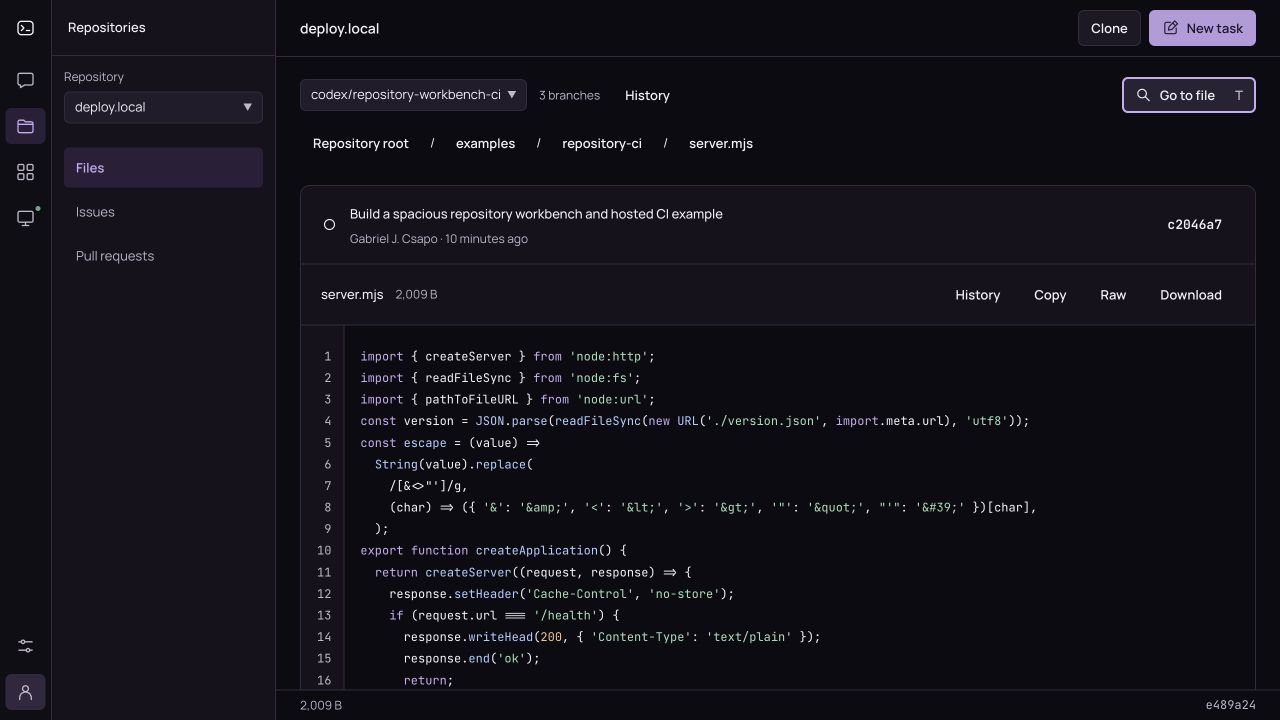 Repositories
deploy.local
Clone
New task
Repository
deploy.local
Files
Issues
Pull requests
codex/repository-workbench-ci
3 branches
History
Go to file
T
Repository root / examples / repository-ci / server.mjs
Build a spacious repository workbench and hosted CI example
Gabriel J. Csapo · 10 minutes ago
c2046a7
server.mjs 2,009 B
History
Copy
Raw
Download
1 import { createServer } from 'node:http';
2 import { readFileSync } from 'node:fs';
3 import { pathToFileURL } from 'node:url';
4 const version = JSON.parse(readFileSync(new URL('./version.json', import.meta.url), 'utf8'));
5 const escape = (value) =>
6 String(value).replace(
7 /[&<>"']/g,
8 (char) => ({ '&': '&amp;', '<': '&lt;', '>': '&gt;', '"': '&quot;', "'": '&#39;' })[char],
9 );
10 export function createApplication() {
11 return createServer((request, response) => {
12 response.setHeader('Cache-Control', 'no-store');
13 if (request.url === '/health') {
14 response.writeHead(200, { 'Content-Type': 'text/plain' });
15 response.end('ok');
16 return;
2,009 B
e489a24